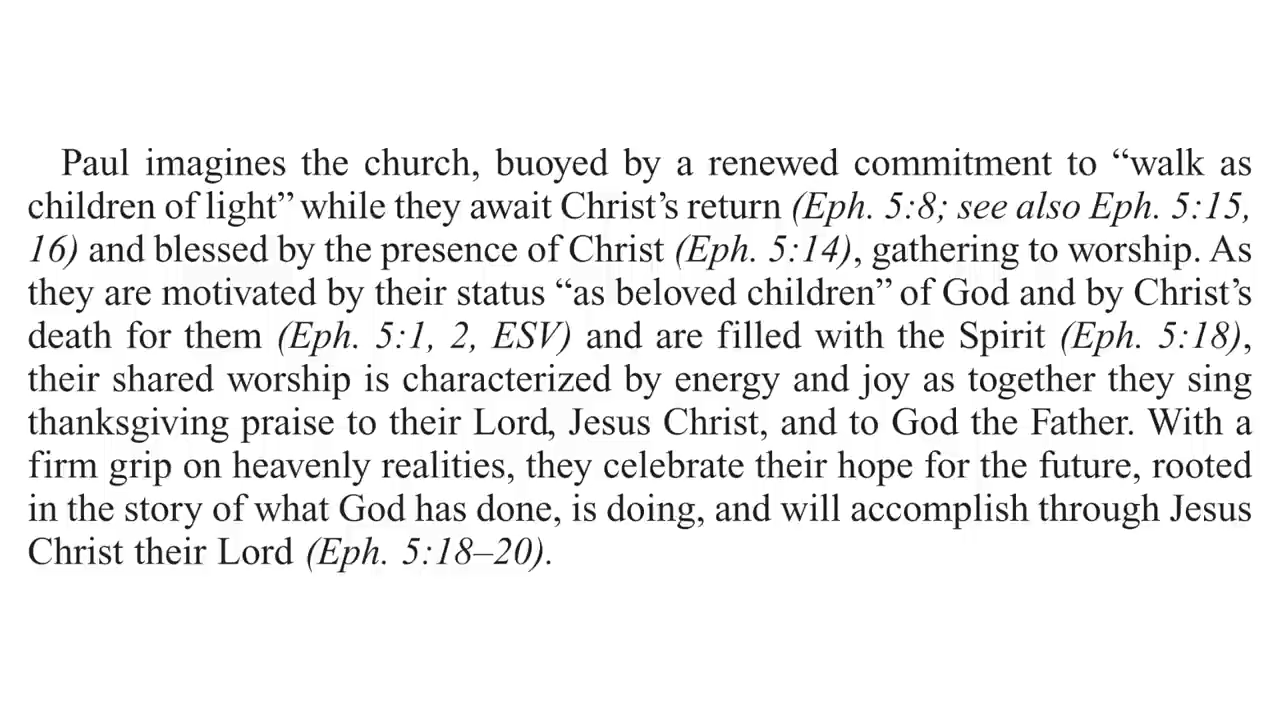 Paul imagines the church, buoyed by a renewed commitment to “walk as
children of light” while they await Christ’s return (Eph. 5:8; see also Eph. 5:15,
16) and blessed by the presence of Christ (Eph. 5:14), gathering to worship. As
they are motivated by their status “as beloved children” of God and by Christ’s
death for them (Eph. 5:1, 2, ESV) and are filled with the Spirit (Eph. 5:18),
their shared worship is characterized by energy and joy as together they sing
thanksgiving praise to their Lord, Jesus Christ, and to God the Father. With a
firm grip on heavenly realities, they celebrate their hope for the future, rooted
in the story of what God has done, is doing, and will accomplish through Jesus
Christ their Lord (Eph. 5:18–20).